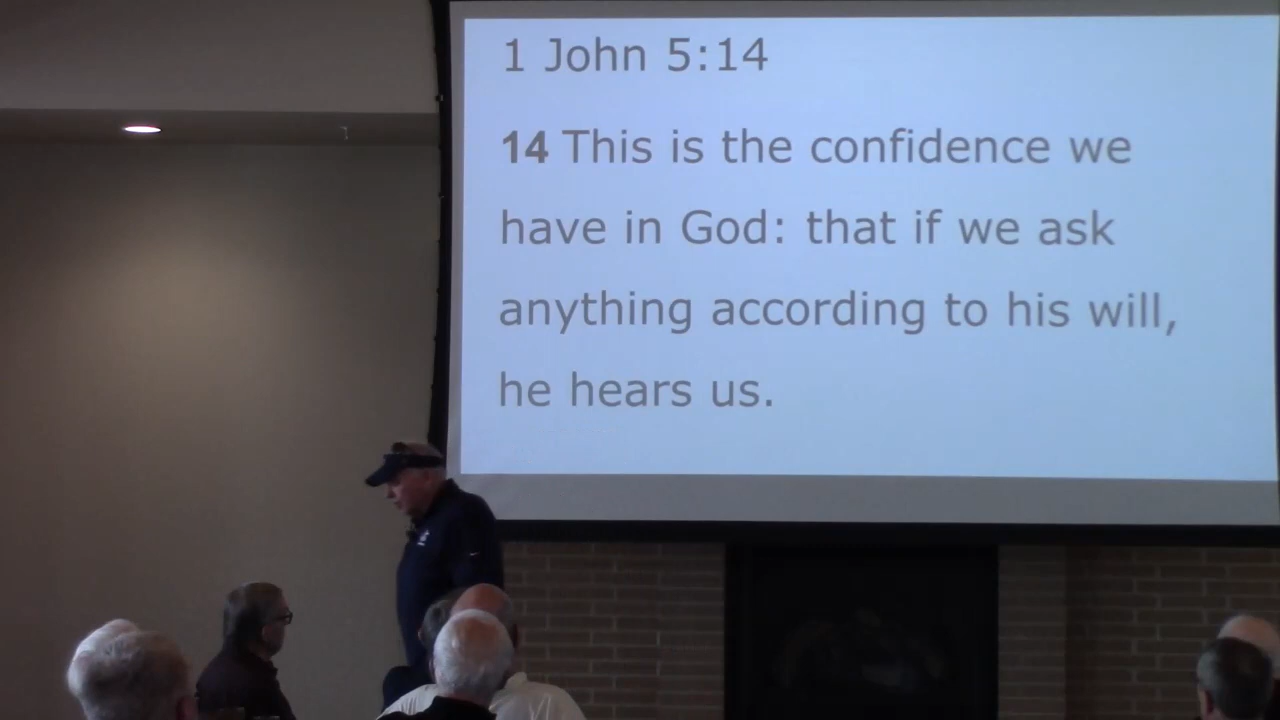 1 John 5:14
14 This is the confidence we
have in God: that if we ask
anything according to his will,
he hears us.